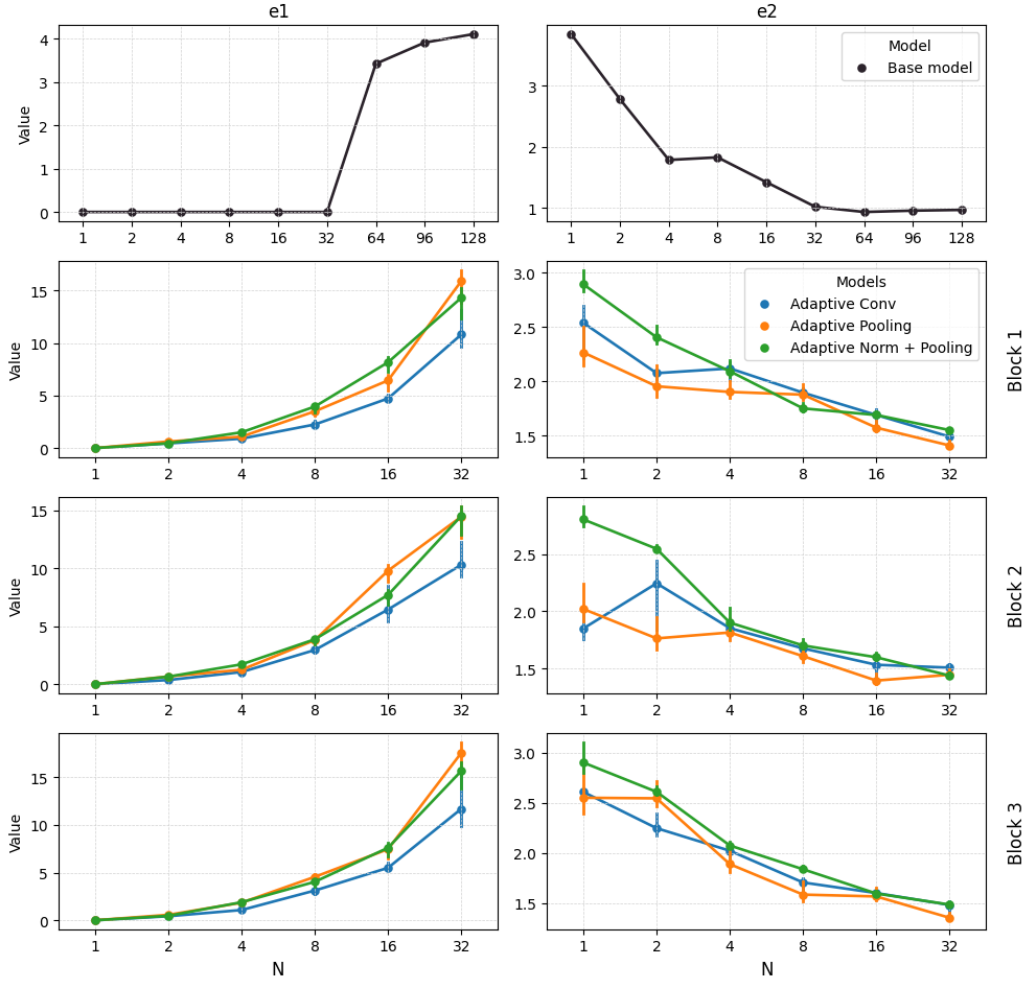 e1
e2
Value
4
3
2
1
0
1 2 4 8 16 32 64 96 128
3
2
1
1 2 4 8 16 32 64 96 128
Model
Base model
Value
15
10
5
0
1 2 4 8 16 32
3.0
2.5
2.0
1.5
1 2 4 8 16 32
Models
Adaptive Conv
Adaptive Pooling
Adaptive Norm + Pooling
Block 1
Value
15
10
5
0
1 2 4 8 16 32
2.5
2.0
1.5
1 2 4 8 16 32
Block 2
Value
15
10
5
0
1 2 4 8 16 32
N
3.0
2.5
2.0
1.5
1 2 4 8 16 32
N
Block 3